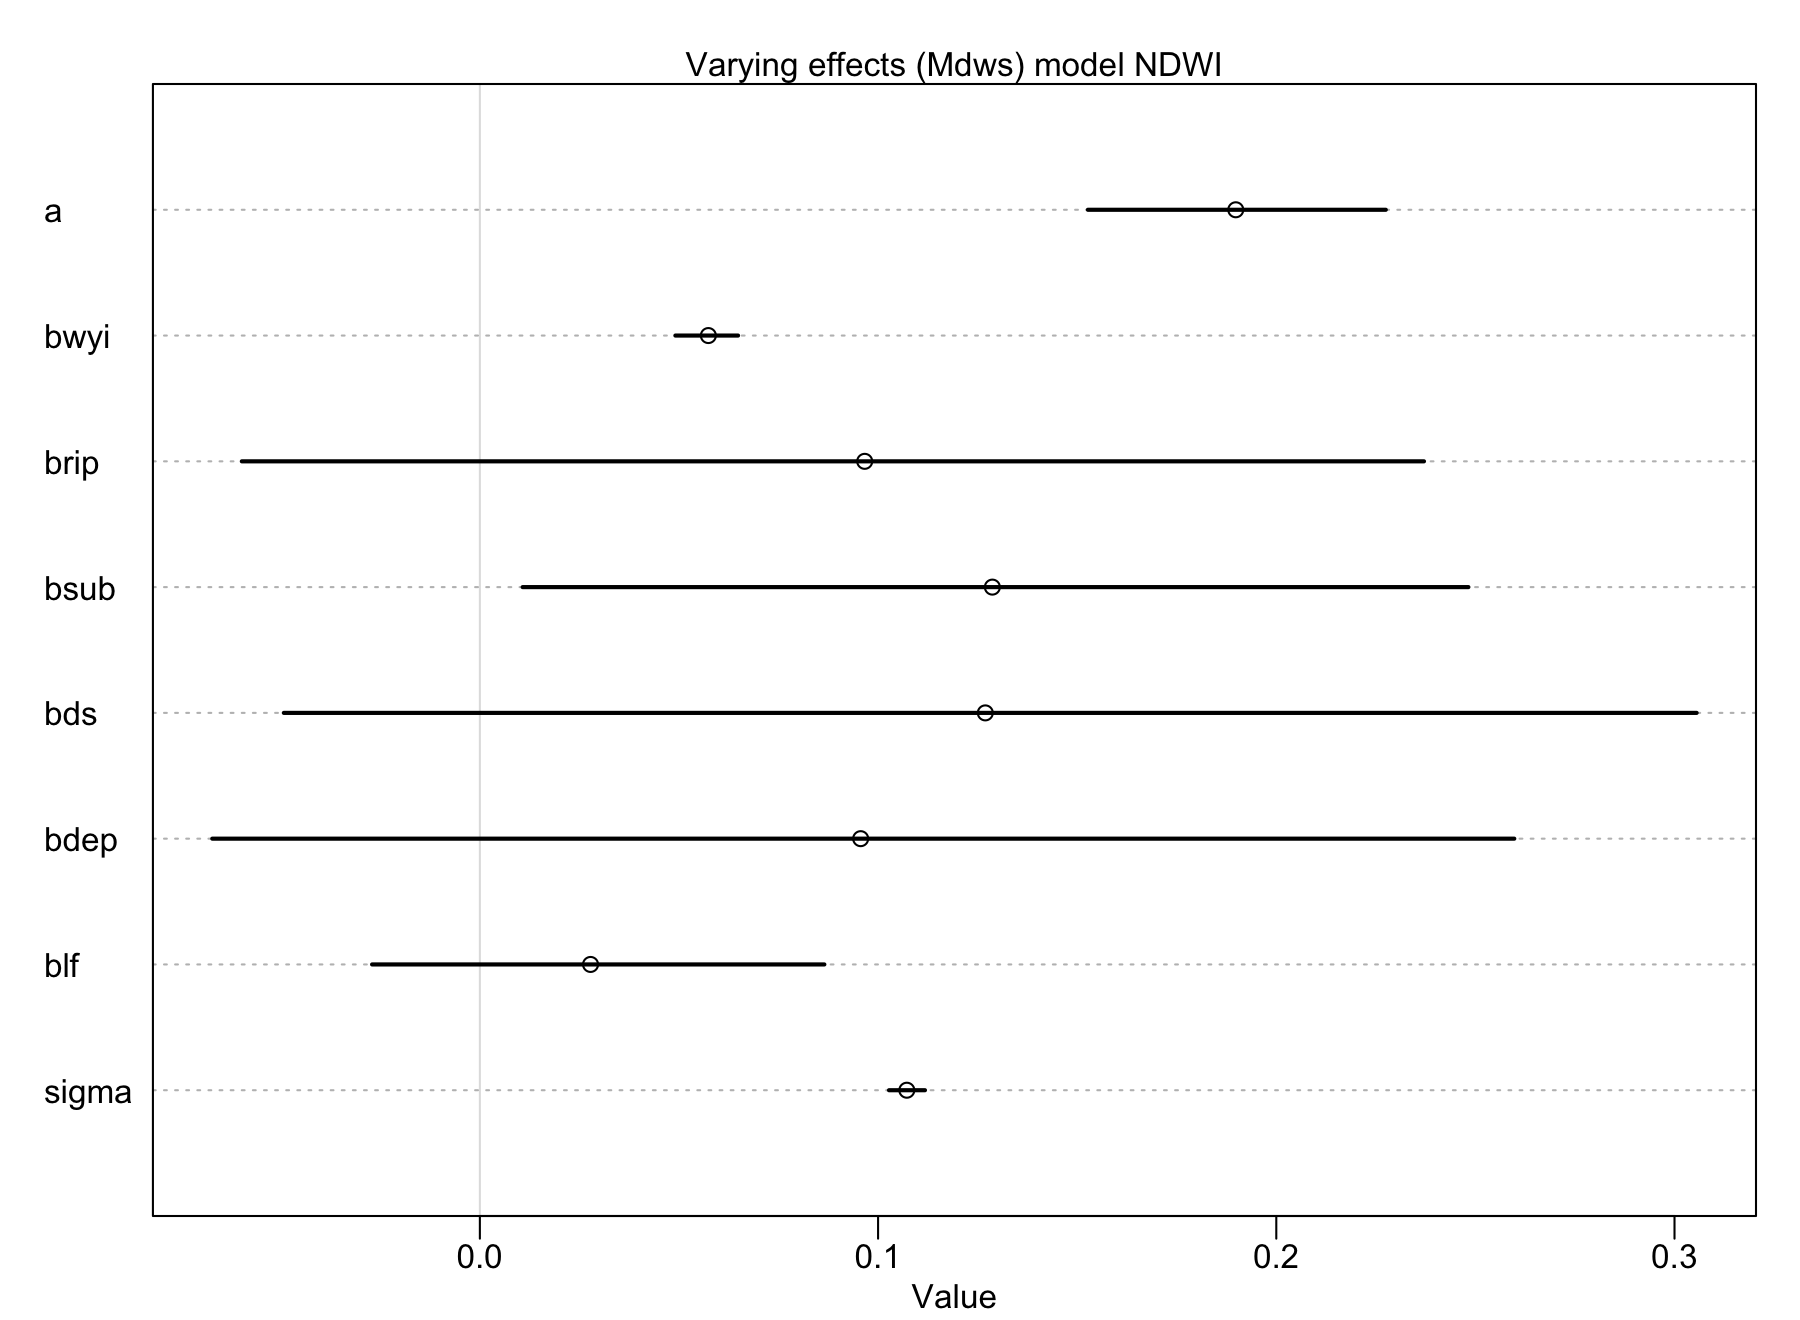 Varying effects (Mdws) model NDWI
a
bwyi
brip
bsub
bds
bdep
blf
sigma
0.0 0.1 0.2 0.3
Value